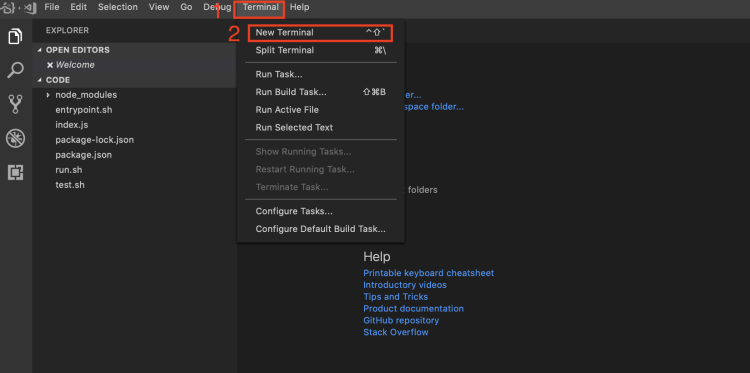 1
File Edit Selection View Go Debug Terminal Help
EXPLORER
OPEN EDITORS
Welcome
CODE
node_modules
entrypoint.sh
index.js
package-lock.json
package.json
run.sh
test.sh
2 New Terminal ^⇧`
Split Terminal ⌘\
Run Task...
Run Build Task... ⇧⌘B
Run Active File
Run Selected Text
Show Running Tasks...
Restart Running Task...
Terminate Task...
Configure Tasks...
Configure Default Build Task...
er...
space folder...
folders
Help
Printable keyboard cheatsheet
Introductory videos
Tips and Tricks
Product documentation
GitHub repository
Stack Overflow